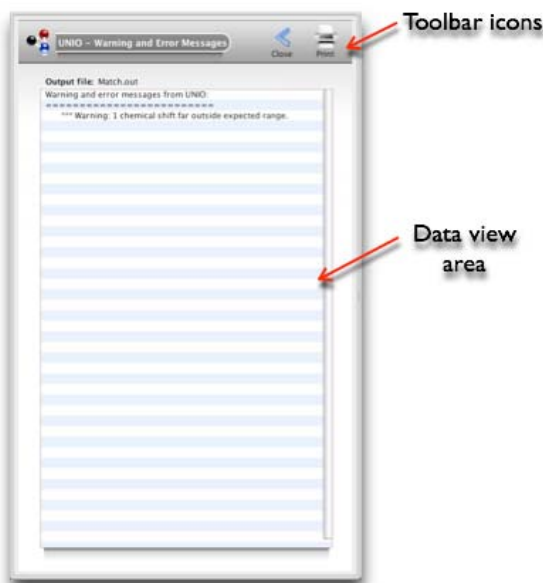 Toolbar icons
UNIO - Warning and Error Messages
Close
Print
Output file: Match.out
Warning and error messages from UNIO:
=========================
*** Warning: 1 chemical shift far outside expected range.
Data view
area